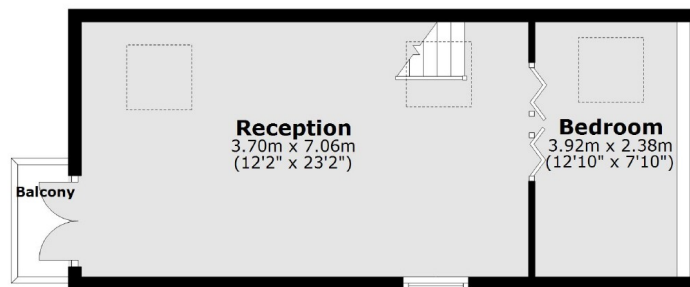 Reception
3.70m x 7.06m
(12'2" x 23'2")
Bedroom
3.92m x 2.38m
(12'10" x 7'10")
Balcony